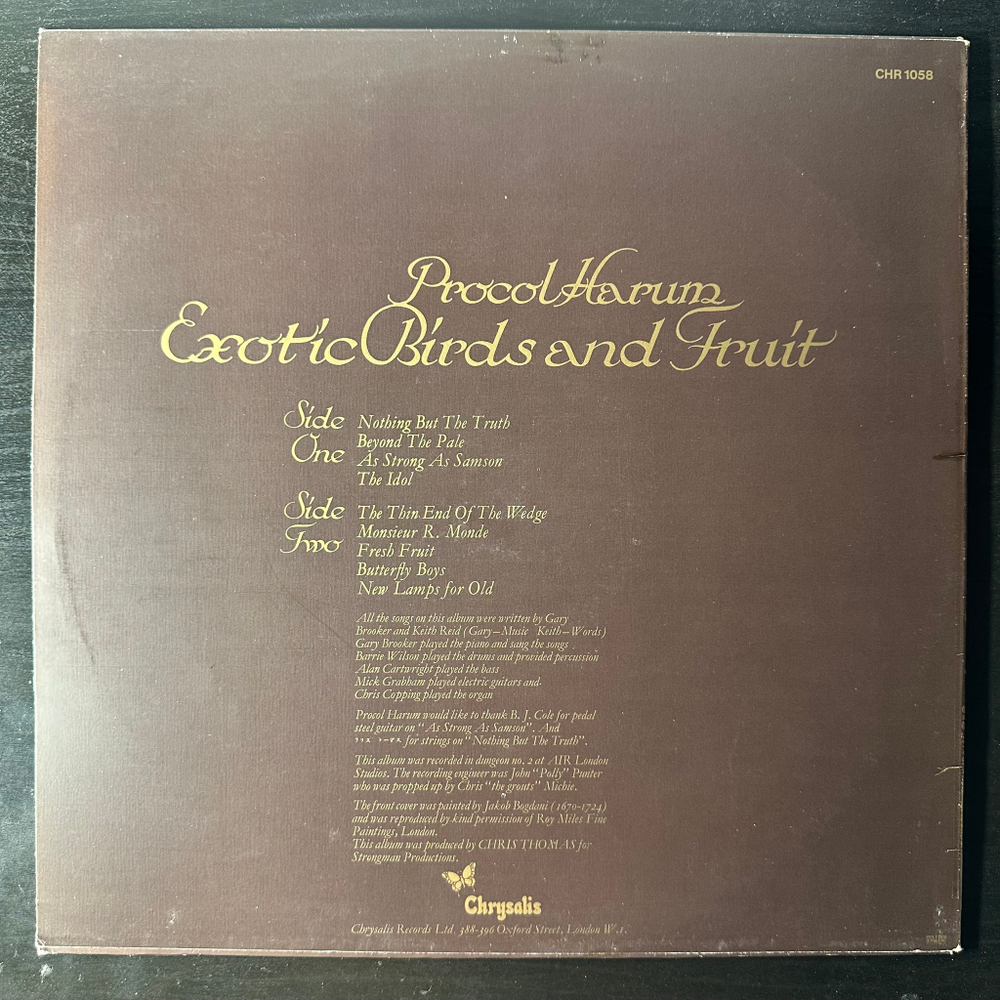 CHR 1058
Procol Harum
Exotic Birds and Fruit
Side One
Nothing But The Truth
Beyond The Pale
As Strong As Samson
The Idol
Side Two
The Thin End Of The Wedge
Monsieur R. Monde
Fresh Fruit
Butterfly Boys
New Lamps for Old
All the songs on this album were written by Gary
Brooker and Keith Reid (Gary—Music Keith—Words)
Gary Brooker played the piano and sang the songs
Barrie Wilson played the drums and provided percussion
Alan Cartwright played the bass
Mick Grabham played electric guitars and
Chris Copping played the organ
Procol Harum would like to thank B. J. Cole for pedal
steel guitar on "As Strong As Samson". And
for strings on "Nothing But The Truth".
This album was recorded in dungeon no. 2 at AIR London
Studios. The recording engineer was John "Polly" Punter
who was propped up by Chris "the grouts" Michie.
The front cover was painted by Jakob Bogdani (1670-1724)
and was reproduced by kind permission of Roy Miles Fine
Paintings, London.
This album was produced by CHRIS THOMAS for
Strongman Productions.
Chrysalis
Chrysalis Records Ltd. 388-396 Oxford Street, London W.1.